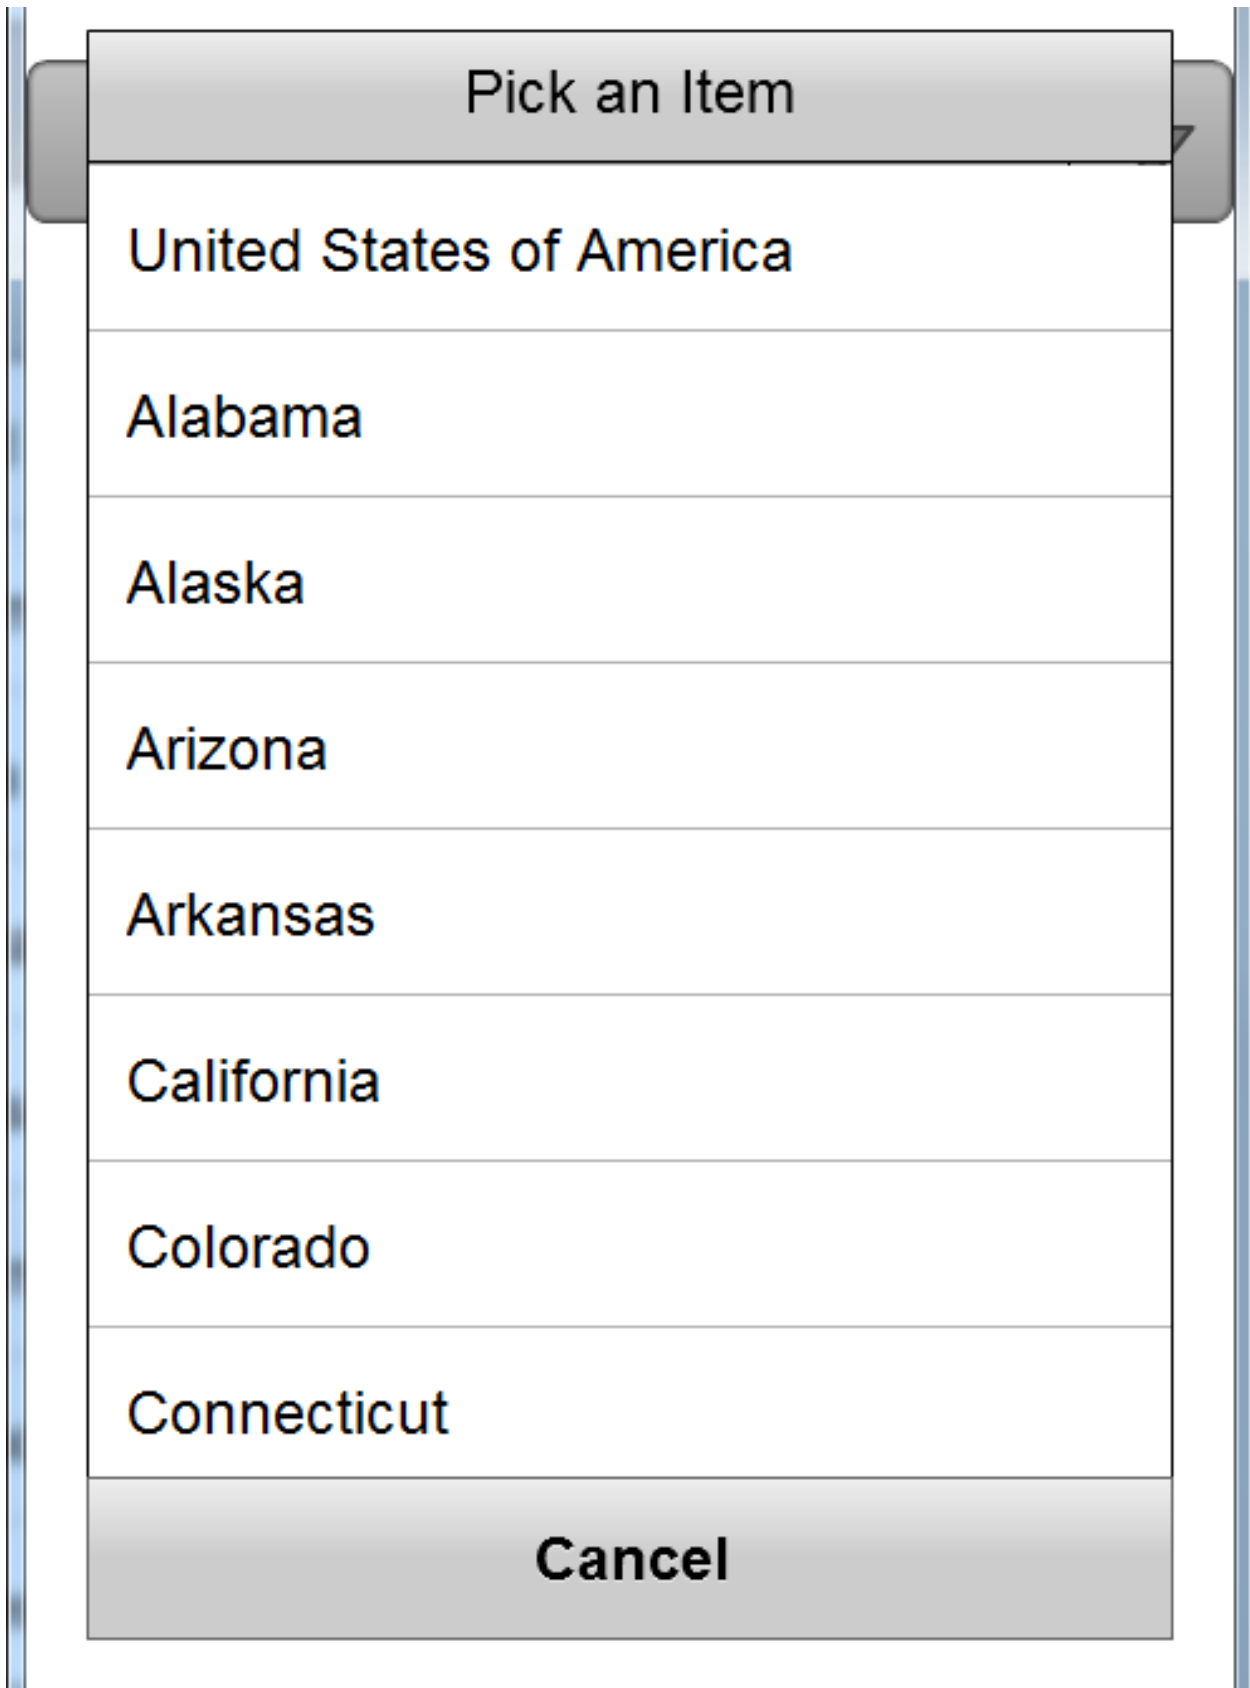 Pick an Item
United States of America
Alabama
Alaska
Arizona
Arkansas
California
Colorado
Connecticut
Cancel